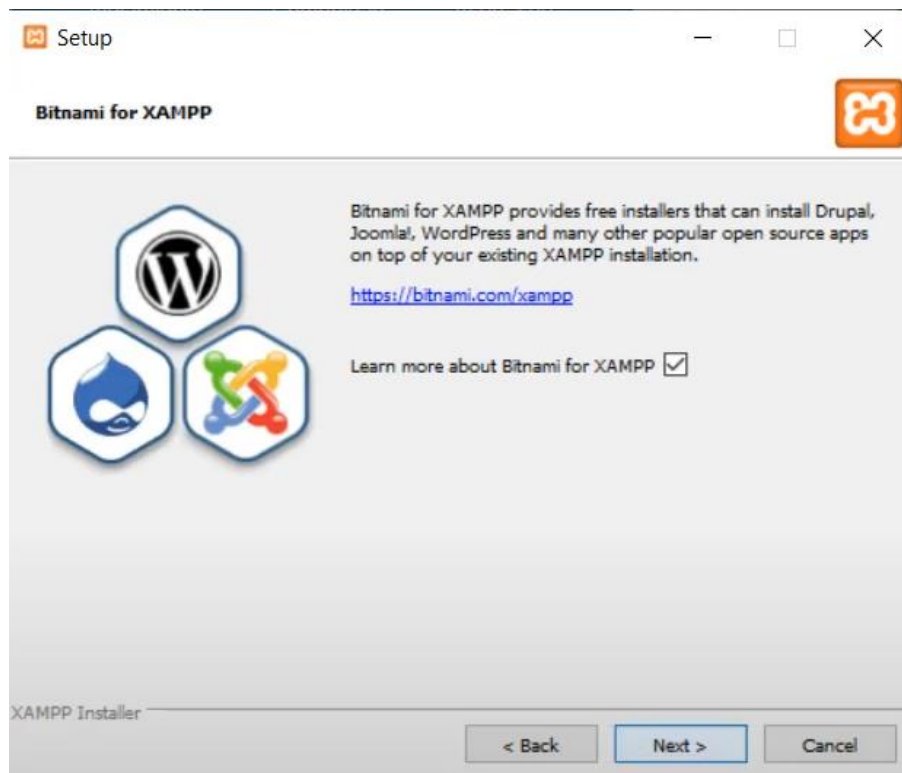 Setup
Bitnami for XAMPP
Bitnami for XAMPP provides free installers that can install Drupal,
Joomla!, WordPress and many other popular open source apps
on top of your existing XAMPP installation.
https://bitnami.com/xampp
Learn more about Bitnami for XAMPP
XAMPP Installer
< Back
Next >
Cancel